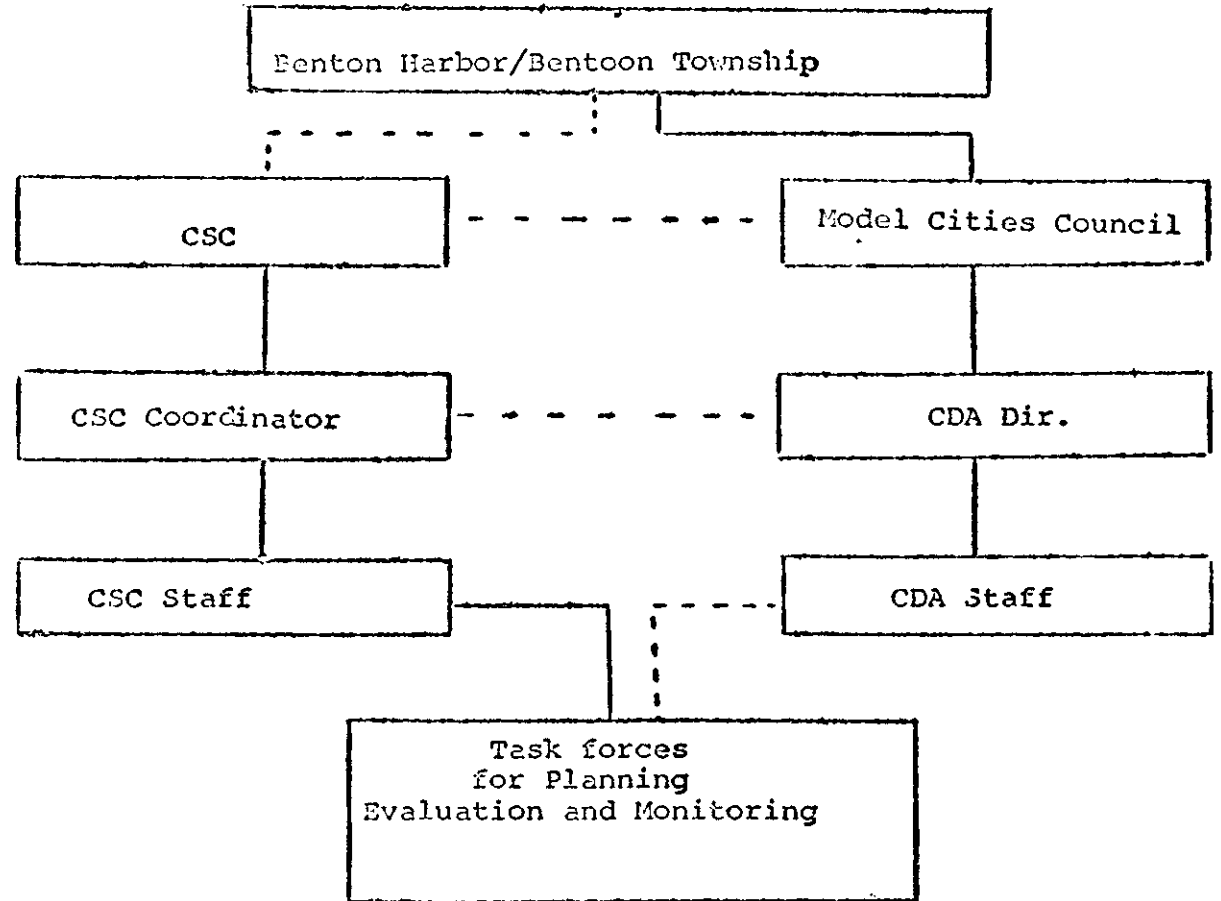 Benton Harbor/Bentoon Township
CSC
Model Cities Council
CSC Coordinator
CDA Dir.
CSC Staff
CDA Staff
Task forces
for Planning
Evaluation and Monitoring